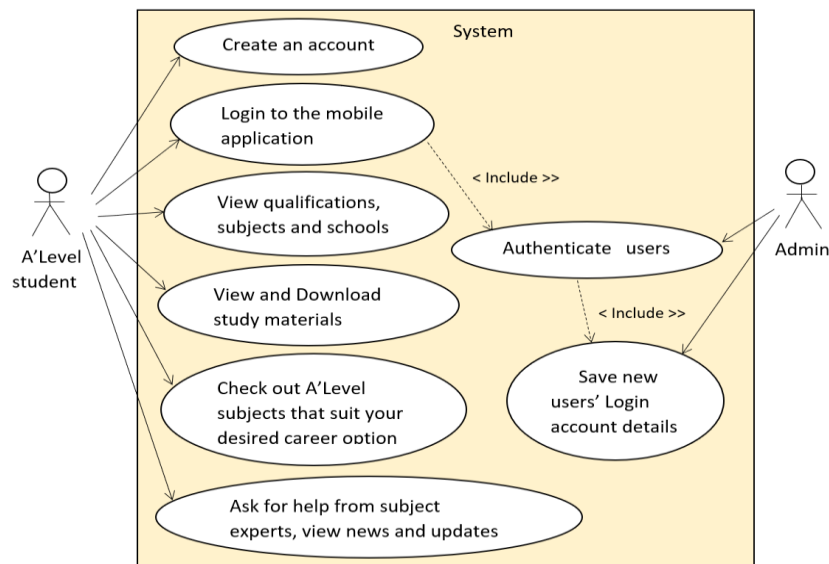 System
Create an account
Login to the mobile
application
< Include >>
View qualifications,
subjects and schools
Authenticate users
A’Level
student
Admin
View and Download
study materials
< Include >>
Check out A’Level
subjects that suit your
desired career option
Save new
users’ Login
account details
Ask for help from subject
experts, view news and updates